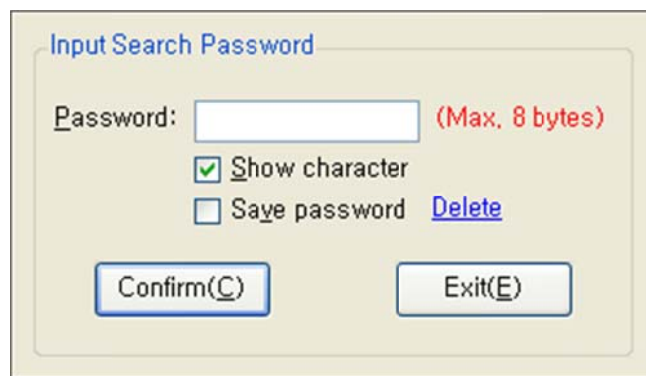 Input Search Password
Password: (Max, 8 bytes)
Show character
Save password Delete
Confirm(C) Exit(E)